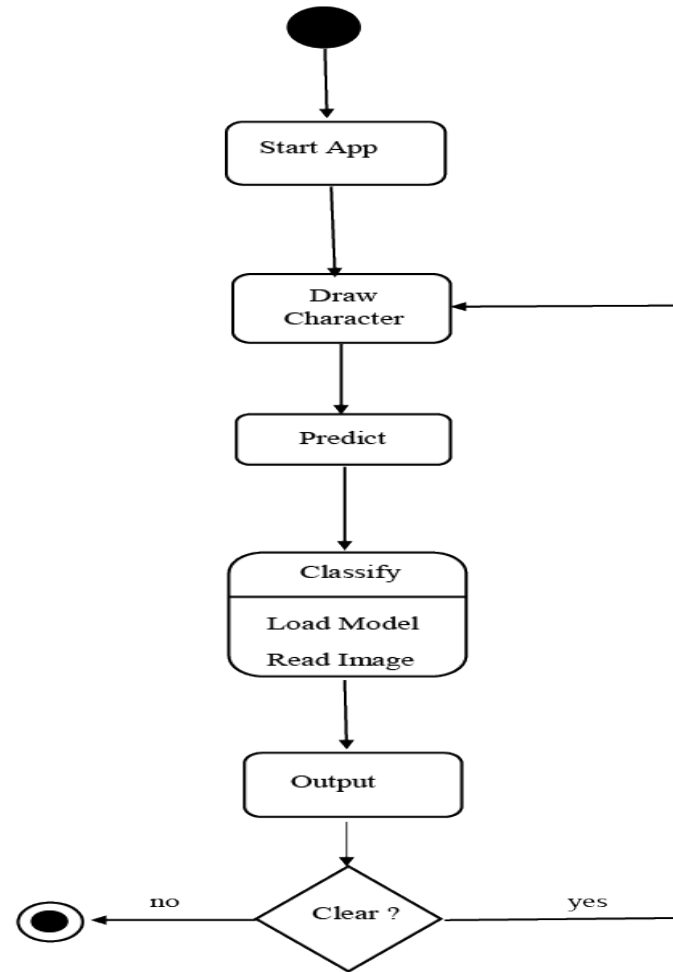 Start App
Draw
Character
Predict
Classify
Load Model
Read Image
Output
no
Clear ?
yes